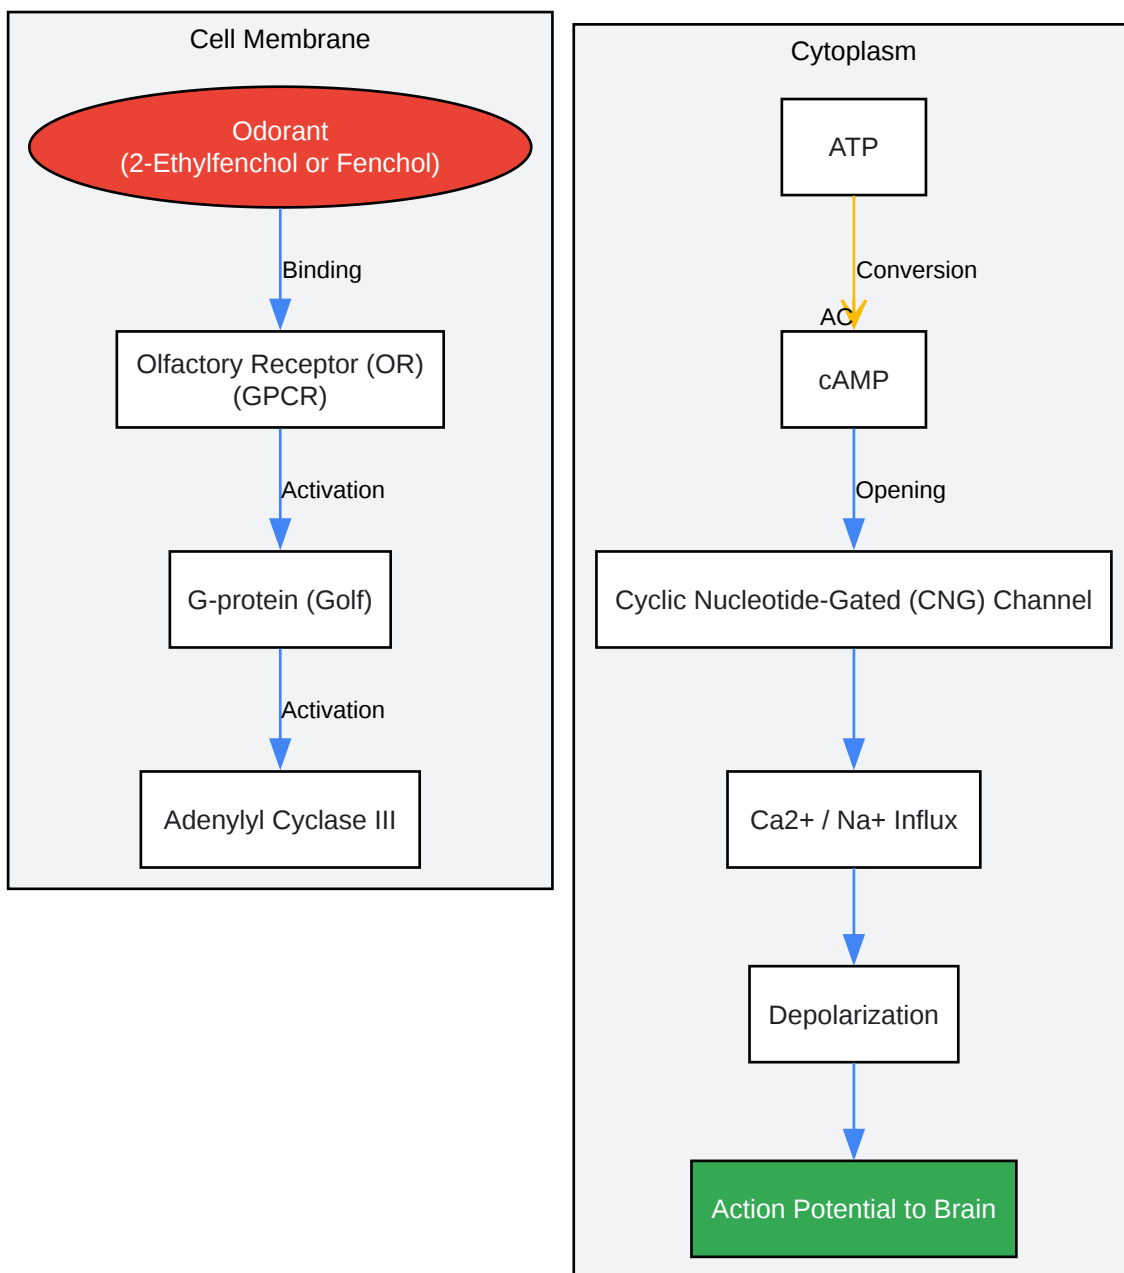 Cell Membrane
Odorant
(2-Ethylfenchol or Fenchol)
Binding
Olfactory Receptor (OR)
(GPCR)
Activation
G-protein (Golf)
Activation
Adenylyl Cyclase III
Cytoplasm
ATP
Conversion
AC
cAMP
Opening
Cyclic Nucleotide-Gated (CNG) Channel
Ca2+ / Na+ Influx
Depolarization
Action Potential to Brain